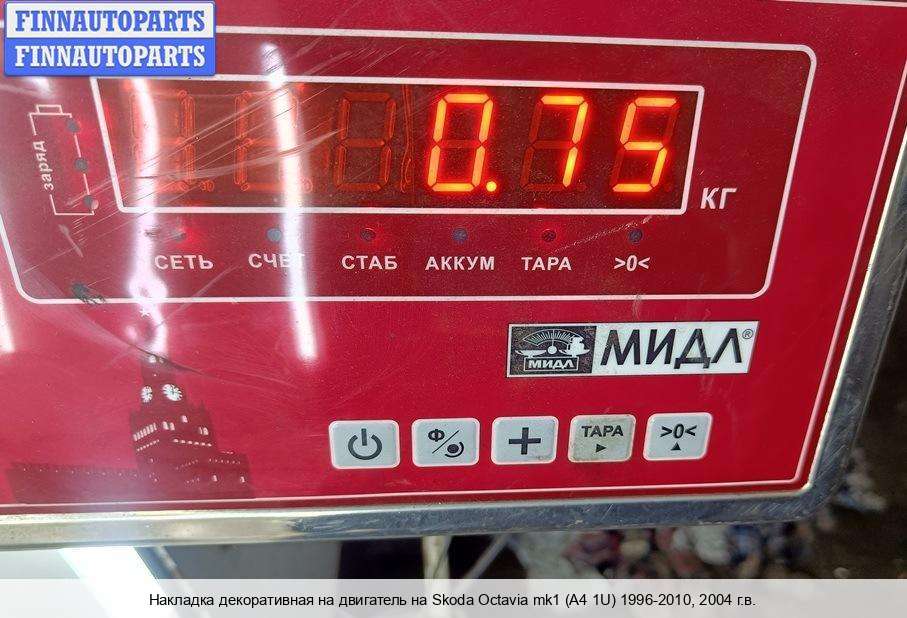 FINNAUTOPARTS
FINNAUTOPARTS
заряд
0.75
КГ
СЕТЬ СЧЕТ СТАБ АККУМ ТАРА >0<
МИДЛ МИДЛ®
Ф ТАРА >0<
Накладка декоративная на двигатель на Skoda Octavia mk1 (A4 1U) 1996-2010, 2004 г.в.